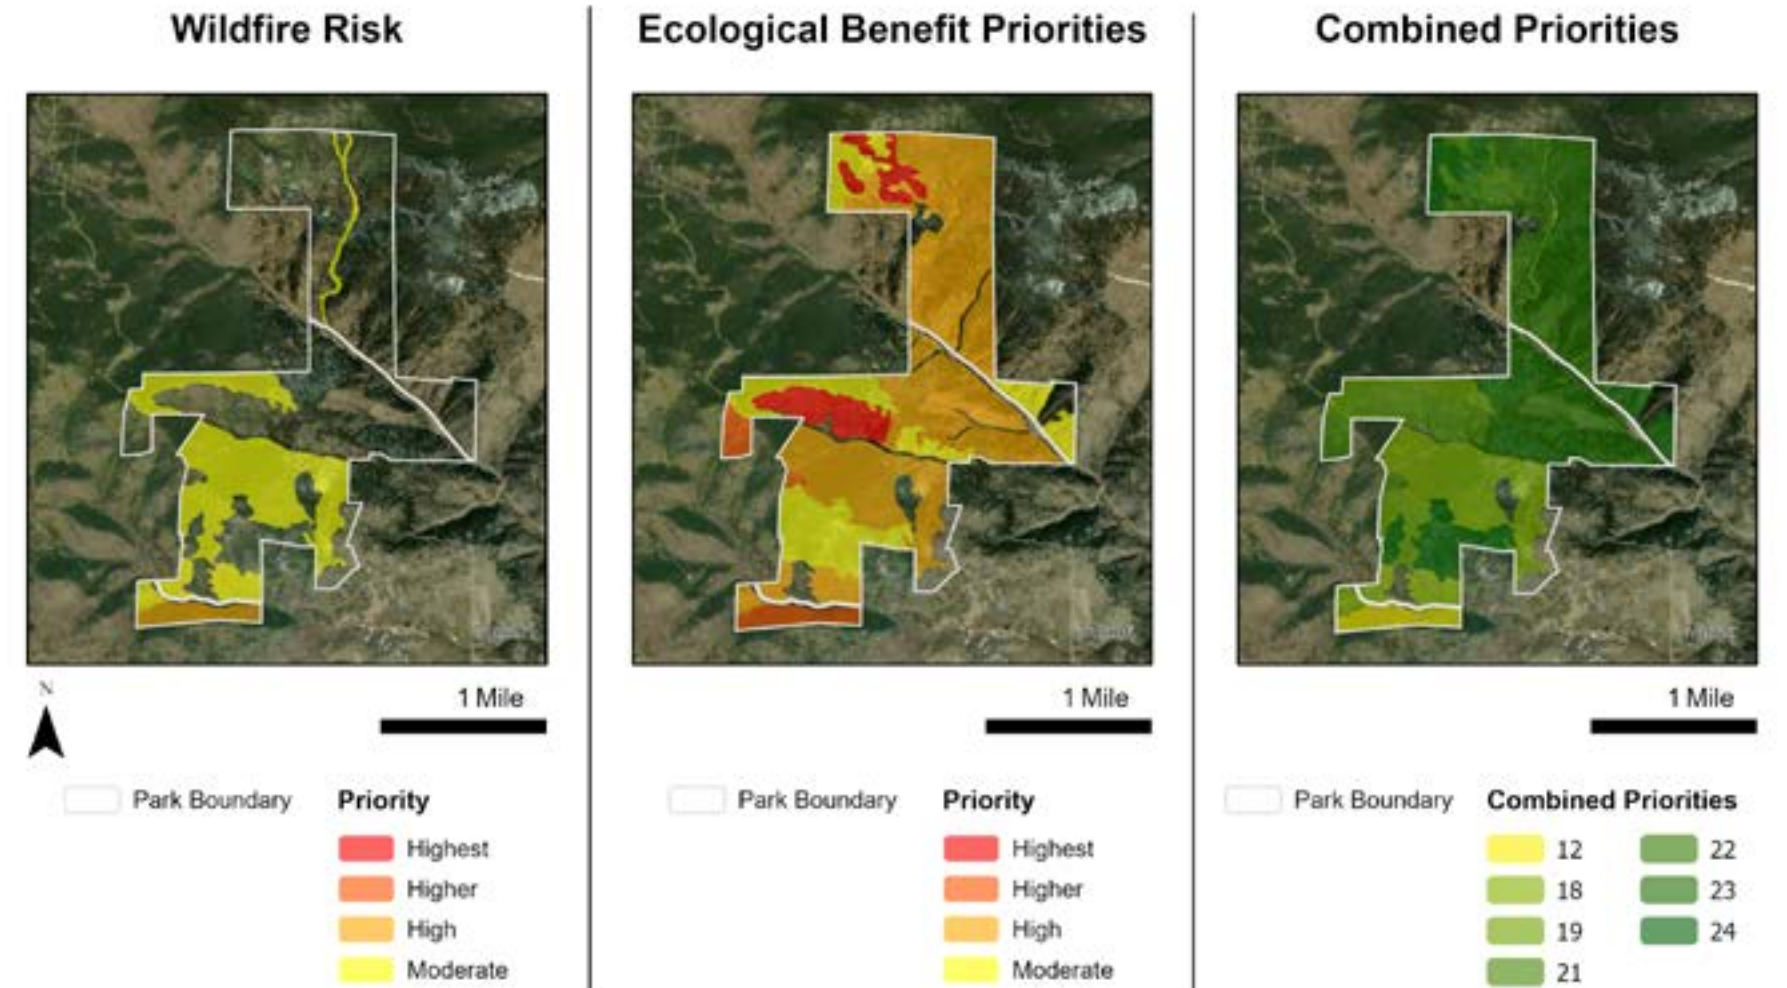 Wildfire Risk
Ecological Benefit Priorities
Combined Priorities
N
1 Mile
1 Mile
1 Mile
Park Boundary
Priority
Highest
Higher
High
Moderate
Park Boundary
Priority
Highest
Higher
High
Moderate
Park Boundary
Combined Priorities
12
18
19
21
22
23
24